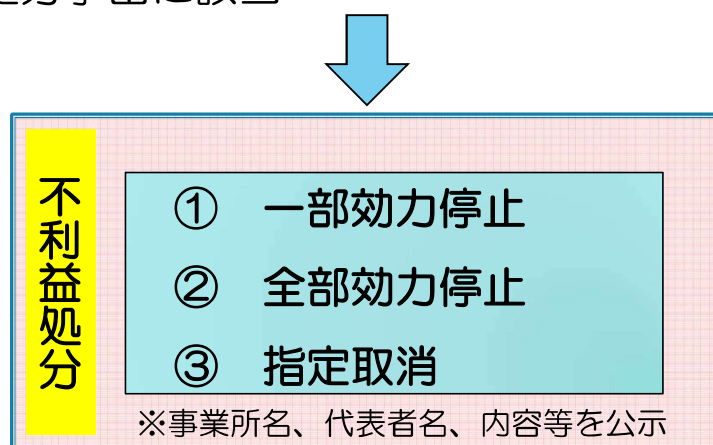 不利益処分
① 一部効力停止
② 全部効力停止
③ 指定取消
※事業所名、代表者名、内容等を公示